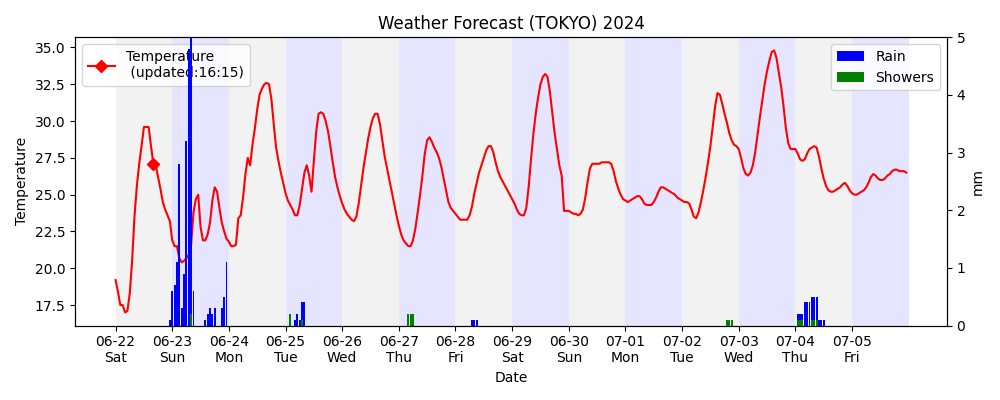 Weather Forecast (TOKYO) 2024
Temperature
(updated:16:15)
Rain
Showers
35.0
32.5
30.0
27.5
25.0
22.5
20.0
17.5
Temperature
5
4
3
2
1
0
mm
06-22 06-23 06-24 06-25 06-26 06-27 06-28 06-29 06-30 07-01 07-02 07-03 07-04 07-05
Sat Sun Mon Tue Wed Thu Fri Sat Sun Mon Tue Wed Thu Fri
Date